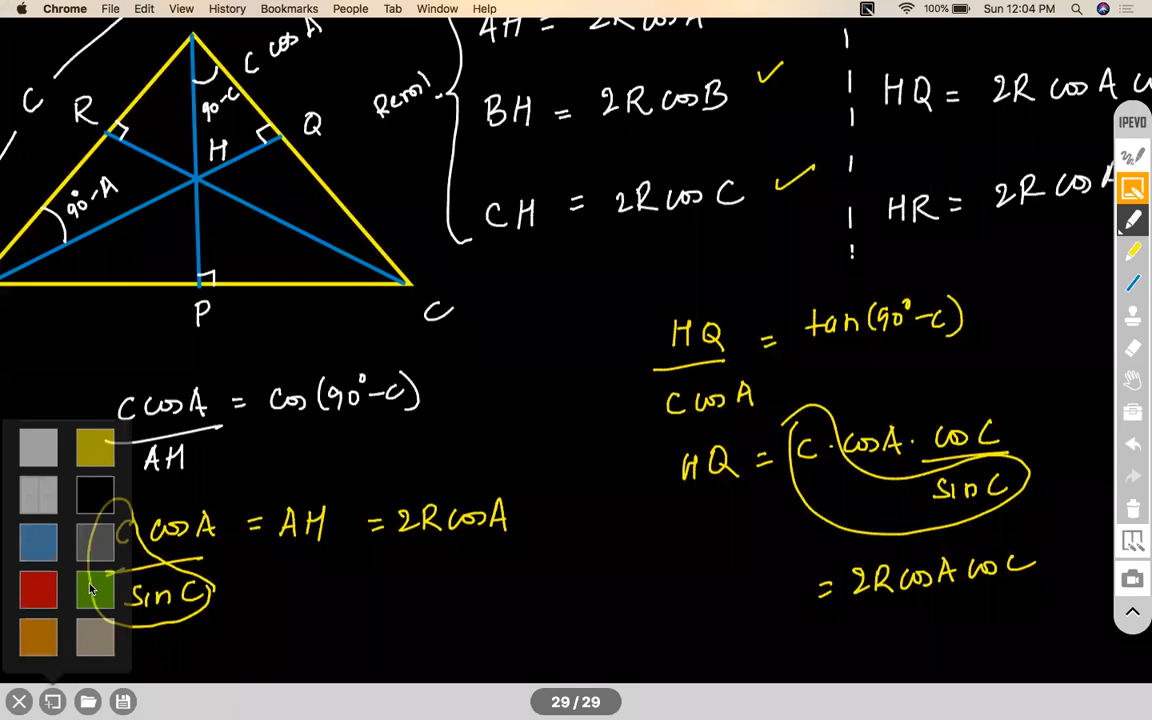 Chrome File Edit View History Bookmarks People Tab Window Help 100% Sun 12:04 PM
C cos A
AH = 2R cos A
C
R
90-C
Q
H
90°-A
BH = 2R cos B
CH = 2R cos C
HQ = 2R cos A
HR = 2R cos A
IPEVO
P
C
C cos A / AH = cos(90°-C)
C cos A / sin C = AH = 2R cos A
HQ / C cos A = tan(90°-C)
HQ = C · cos A · cos C / sin C
= 2R cos A cos C
29 / 29